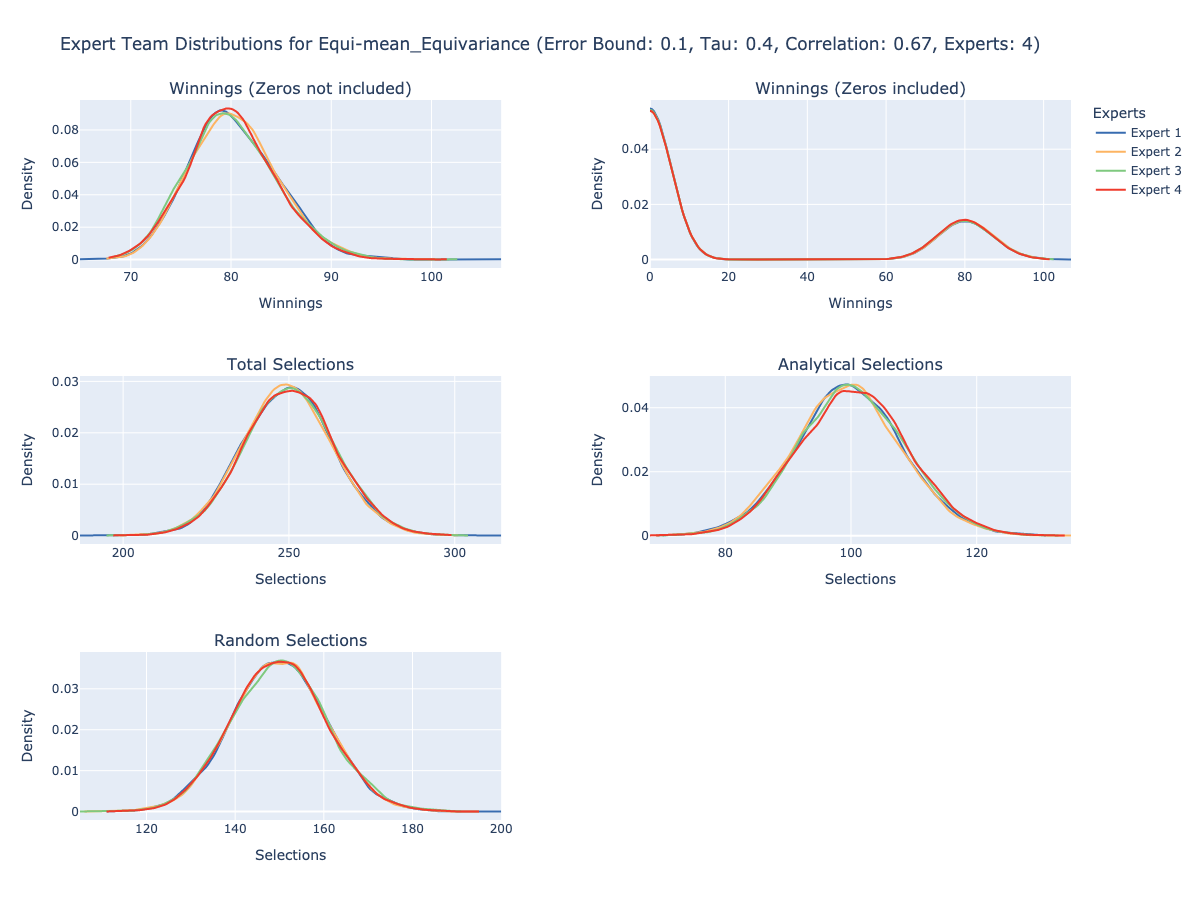 Expert Team Distributions for Equi-mean_Equivariance (Error Bound: 0.1, Tau: 0.4, Correlation: 0.67, Experts: 4)
Winnings (Zeros not included)
Density
0.08
0.06
0.04
0.02
0
70 80 90 100
Winnings
Winnings (Zeros included)
Density
0.04
0.02
0
0 20 40 60 80 100
Winnings
Experts
Expert 1
Expert 2
Expert 3
Expert 4
Total Selections
Density
0.03
0.02
0.01
0
200 250 300
Selections
Analytical Selections
Density
0.04
0.02
0
80 100 120
Selections
Random Selections
Density
0.03
0.02
0.01
0
120 140 160 180 200
Selections